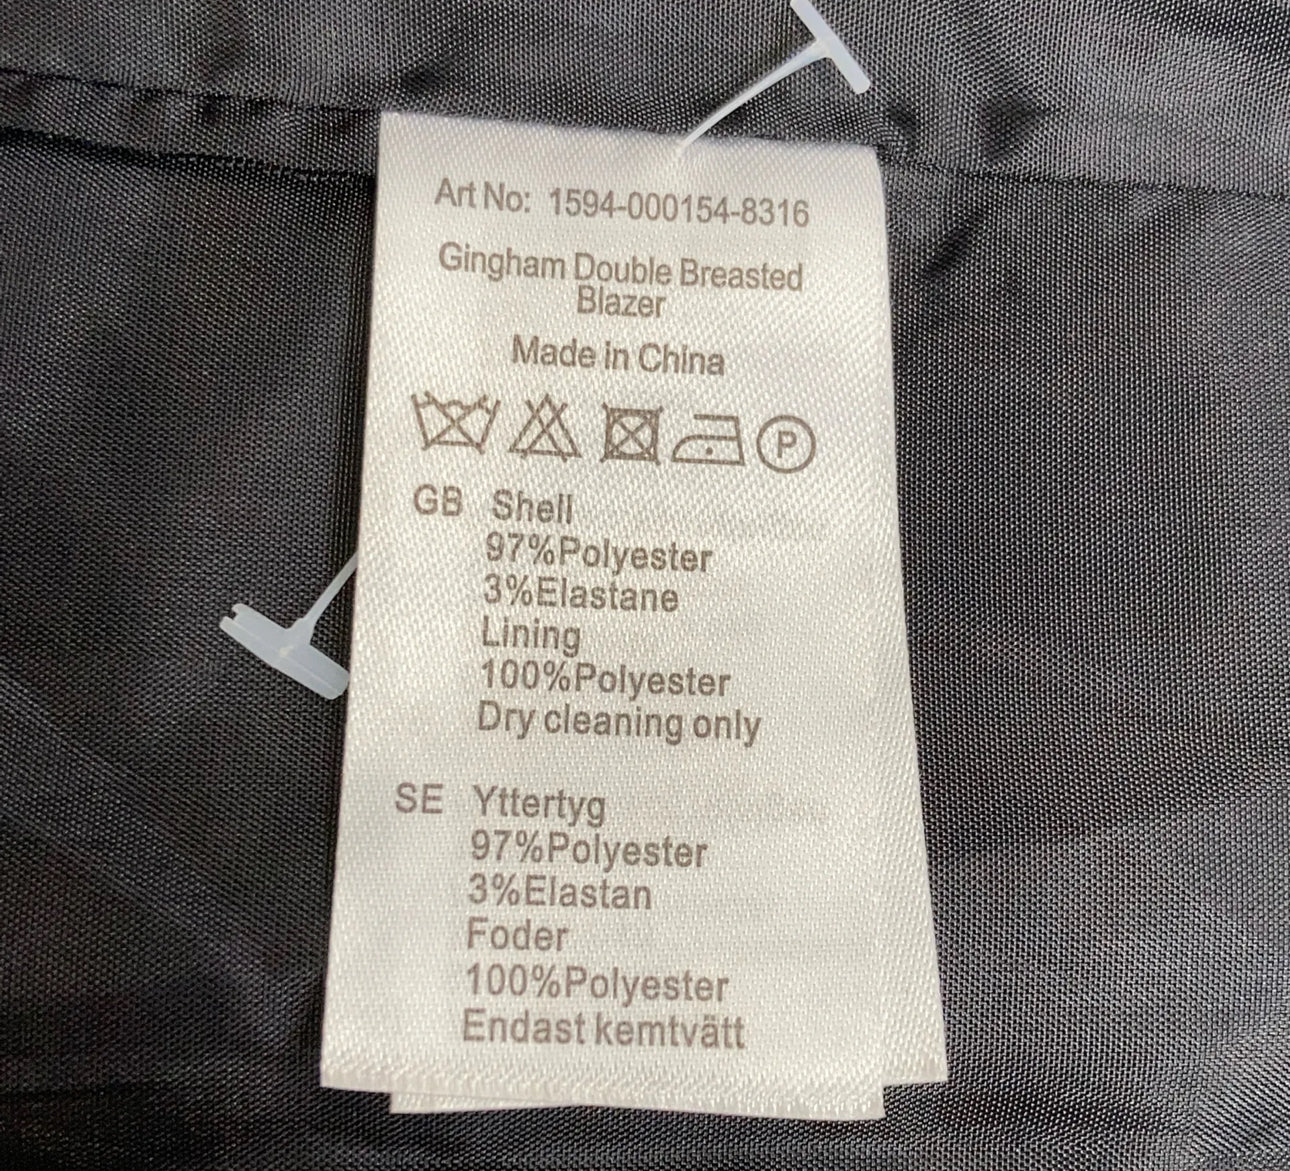 Art No: 1594-000154-8316
Gingham Double Breasted
Blazer
Made in China
P
GB Shell
97%Polyester
3%Elastane
Lining
100%Polyester
Dry cleaning only
SE Yttertyg
97%Polyester
3%Elastan
Foder
100%Polyester
Endast kemtvätt